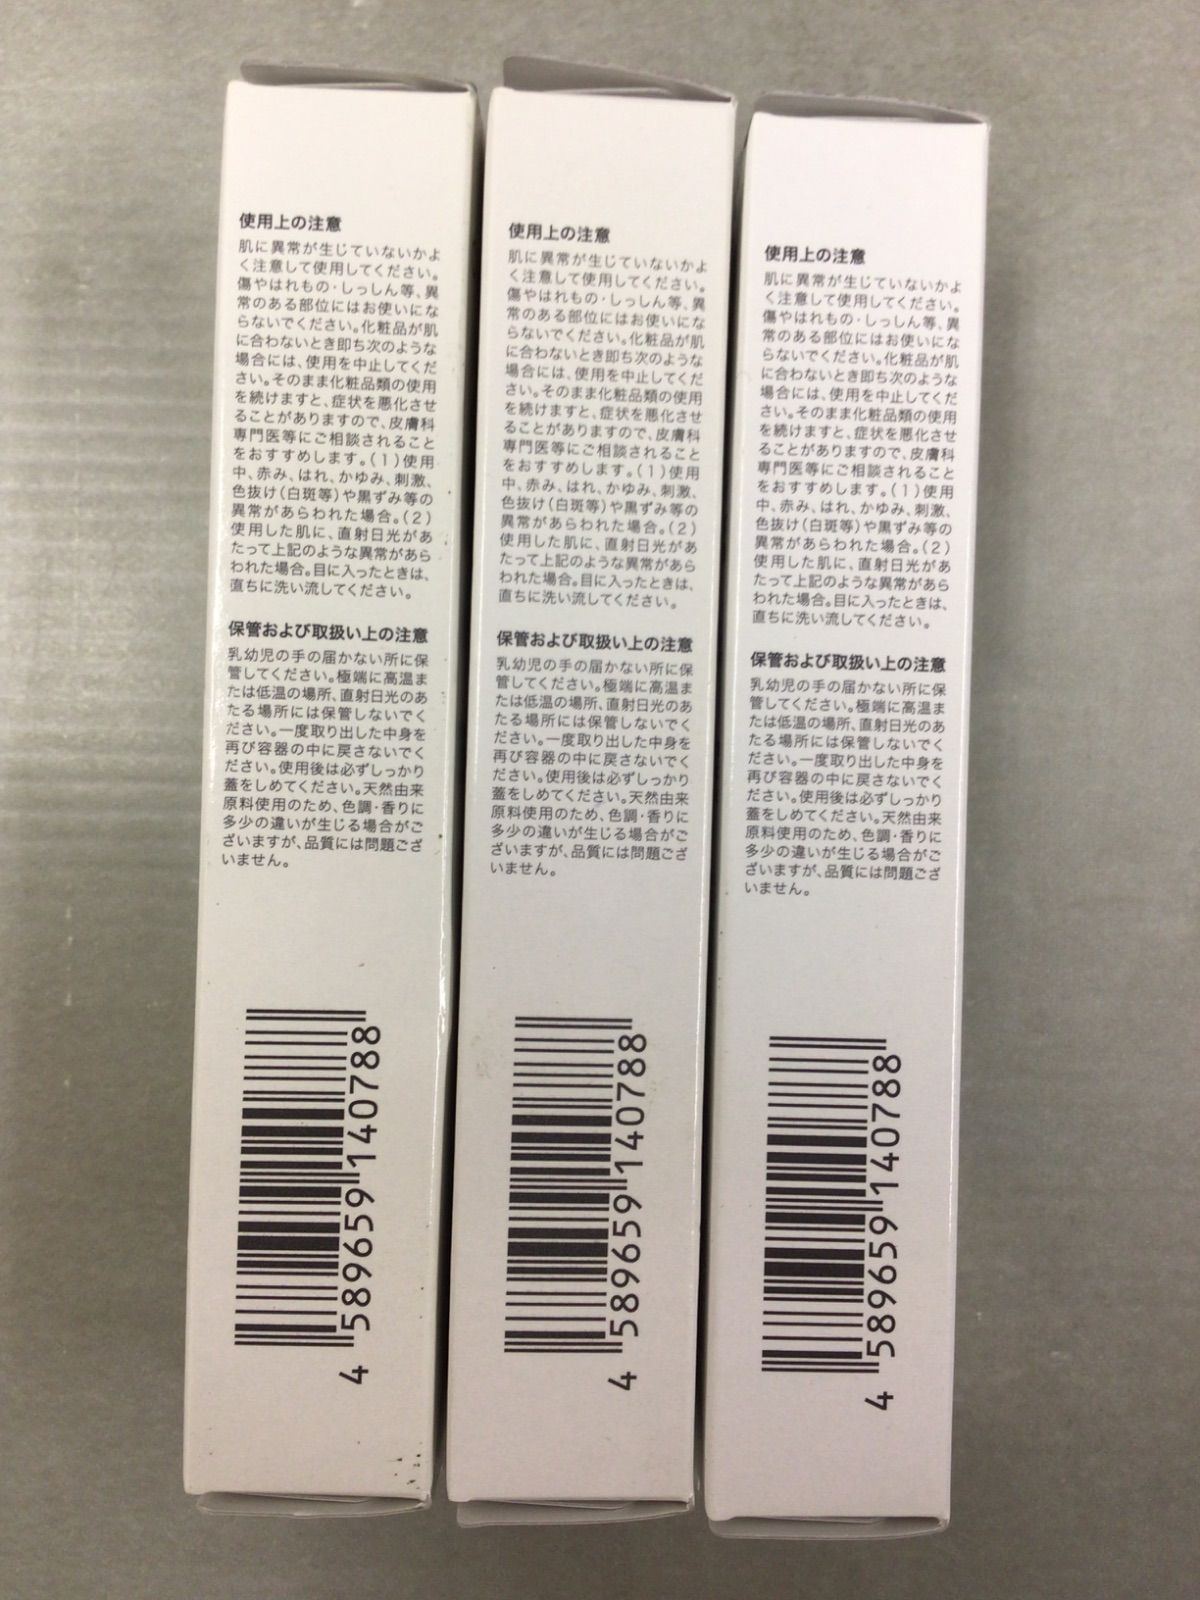 使用上の注意
肌に異常が生じていないかよ
く注意して使用してください。
傷やはれもの・しっしん等、異
常のある部位にはお使いにな
らないでください。化粧品が肌
に合わないとき即ち次のような
場合には、使用を中止してくだ
さい。そのまま化粧品類の使用
を続けますと、症状を悪化させ
ることがありますので、皮膚科
専門医等にご相談されること
をおすすめします。(1)使用
中、赤み、はれ、かゆみ、刺激、
色抜け(白斑等)や黒ずみ等の
異常があらわれた場合。(2)
使用した肌に、直射日光があ
たって上記のような異常があら
われた場合。目に入ったときは、
直ちに洗い流してください。
保管および取扱い上の注意
乳幼児の手の届かない所に保
管してください。極端に高温ま
たは低温の場所、直射日光のあ
たる場所には保管しないでく
ださい。一度取り出した中身を
再び容器の中に戻さないでく
ださい。使用後は必ずしっかり
蓋をしめてください。天然由来
原料使用のため、色調・香りに
多少の違いが生じる場合がご
ざいますが、品質には問題ござ
いません。
4 589659 140788
使用上の注意
肌に異常が生じていないかよ
く注意して使用してください。
傷やはれもの・しっしん等、異
常のある部位にはお使いにな
らないでください。化粧品が肌
に合わないとき即ち次のような
場合には、使用を中止してくだ
さい。そのまま化粧品類の使用
を続けますと、症状を悪化させ
ることがありますので、皮膚科
専門医等にご相談されること
をおすすめします。(1)使用
中、赤み、はれ、かゆみ、刺激、
色抜け(白斑等)や黒ずみ等の
異常があらわれた場合。(2)
使用した肌に、直射日光があ
たって上記のような異常があら
われた場合。目に入ったときは、
直ちに洗い流してください。
保管および取扱い上の注意
乳幼児の手の届かない所に保
管してください。極端に高温ま
たは低温の場所、直射日光のあ
たる場所には保管しないでく
ださい。一度取り出した中身を
再び容器の中に戻さないでく
ださい。使用後は必ずしっかり
蓋をしめてください。天然由来
原料使用のため、色調・香りに
多少の違いが生じる場合がご
ざいますが、品質には問題ござ
いません。
4 589659 140788
使用上の注意
肌に異常が生じていないかよ
く注意して使用してください。
傷やはれもの・しっしん等、異
常のある部位にはお使いにな
らないでください。化粧品が肌
に合わないとき即ち次のような
場合には、使用を中止してくだ
さい。そのまま化粧品類の使用
を続けますと、症状を悪化させ
ることがありますので、皮膚科
専門医等にご相談されること
をおすすめします。(1)使用
中、赤み、はれ、かゆみ、刺激、
色抜け(白斑等)や黒ずみ等の
異常があらわれた場合。(2)
使用した肌に、直射日光があ
たって上記のような異常があら
われた場合。目に入ったときは、
直ちに洗い流してください。
保管および取扱い上の注意
乳幼児の手の届かない所に保
管してください。極端に高温ま
たは低温の場所、直射日光のあ
たる場所には保管しないでく
ださい。一度取り出した中身を
再び容器の中に戻さないでく
ださい。使用後は必ずしっかり
蓋をしめてください。天然由来
原料使用のため、色調・香りに
多少の違いが生じる場合がご
ざいますが、品質には問題ござ
いません。
4 589659 140788